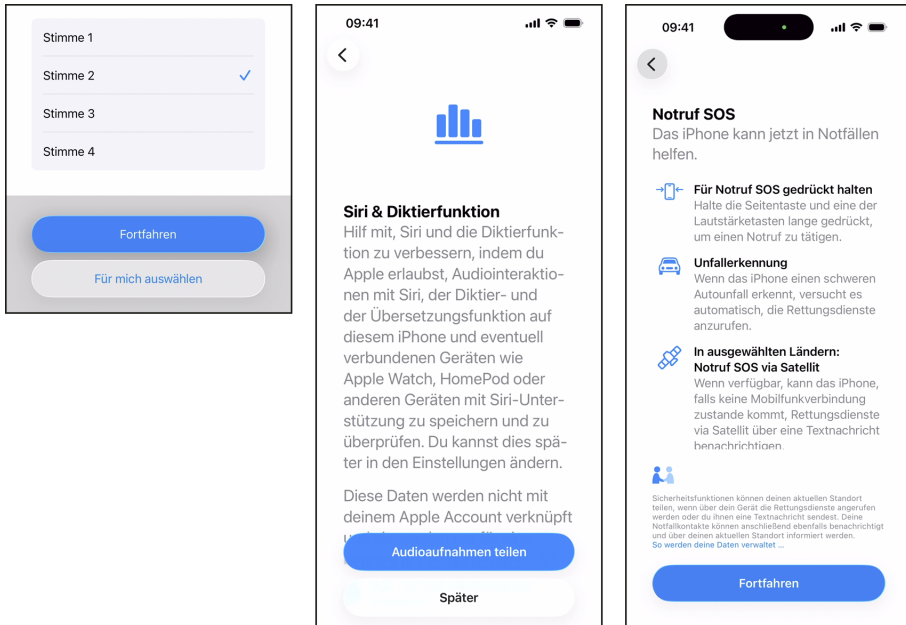 Stimme 1
Stimme 2
Stimme 3
Stimme 4
Fortfahren
Für mich auswählen
09:41
Siri & Diktierfunktion
Hilf mit, Siri und die Diktierfunk-
tion zu verbessern, indem du
Apple erlaubst, Audiointeraktio-
nen mit Siri, der Diktier- und
der Übersetzungsfunktion auf
diesem iPhone und eventuell
verbundenen Geräten wie
Apple Watch, HomePod oder
anderen Geräten mit Siri-Unter-
stützung zu speichern und zu
überprüfen. Du kannst dies spä-
ter in den Einstellungen ändern.
Diese Daten werden nicht mit
deinem Apple Account verknüpft
Audioaufnahmen teilen
Später
09:41
Notruf SOS
Das iPhone kann jetzt in Notfällen
helfen.
Für Notruf SOS gedrückt halten
Halte die Seitentaste und eine der
Lautstärketasten lange gedrückt,
um einen Notruf zu tätigen.
Unfallerkennung
Wenn das iPhone einen schweren
Autounfall erkennt, versucht es
automatisch, die Rettungsdienste
anzurufen.
In ausgewählten Ländern:
Notruf SOS via Satellit
Wenn verfügbar, kann das iPhone,
falls keine Mobilfunkverbindung
zustande kommt, Rettungsdienste
via Satellit über eine Textnachricht
benachrichtigen.
Sicherheitsfunktionen können deinen aktuellen Standort
teilen, wenn über dein Gerät die Rettungsdienste angerufen
werden oder du ihnen eine Textnachricht sendest. Deine
Notfallkontakte können anschließend ebenfalls benachrichtigt
und über deinen aktuellen Standort informiert werden.
So werden deine Daten verwaltet ...
Fortfahren